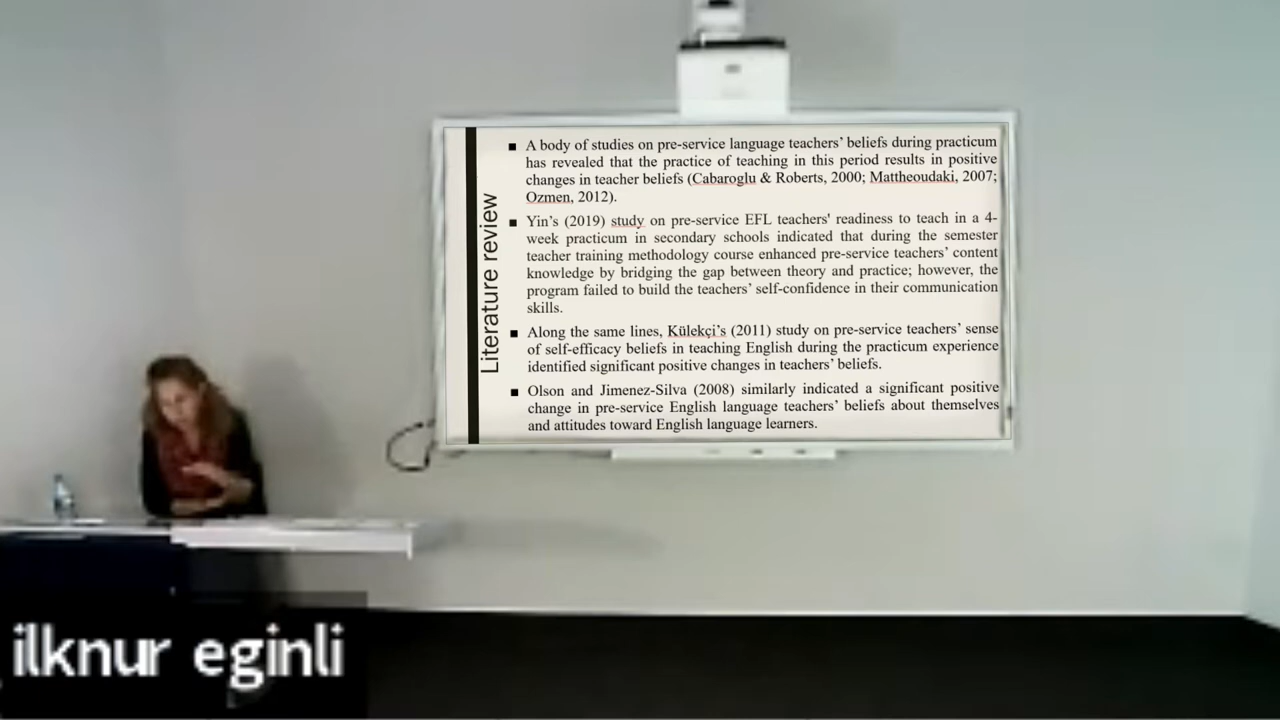 Literature review
▪ A body of studies on pre-service language teachers’ beliefs during practicum
has revealed that the practice of teaching in this period results in positive
changes in teacher beliefs (Cabaroglu & Roberts, 2000; Mattheoudaki, 2007;
Ozmen, 2012).
▪ Yin’s (2019) study on pre-service EFL teachers' readiness to teach in a 4-
week practicum in secondary schools indicated that during the semester
teacher training methodology course enhanced pre-service teachers’ content
knowledge by bridging the gap between theory and practice; however, the
program failed to build the teachers’ self-confidence in their communication
skills.
▪ Along the same lines, Külekçi’s (2011) study on pre-service teachers’ sense
of self-efficacy beliefs in teaching English during the practicum experience
identified significant positive changes in teachers’ beliefs.
▪ Olson and Jimenez-Silva (2008) similarly indicated a significant positive
change in pre-service English language teachers’ beliefs about themselves
and attitudes toward English language learners.
ilknur eginli